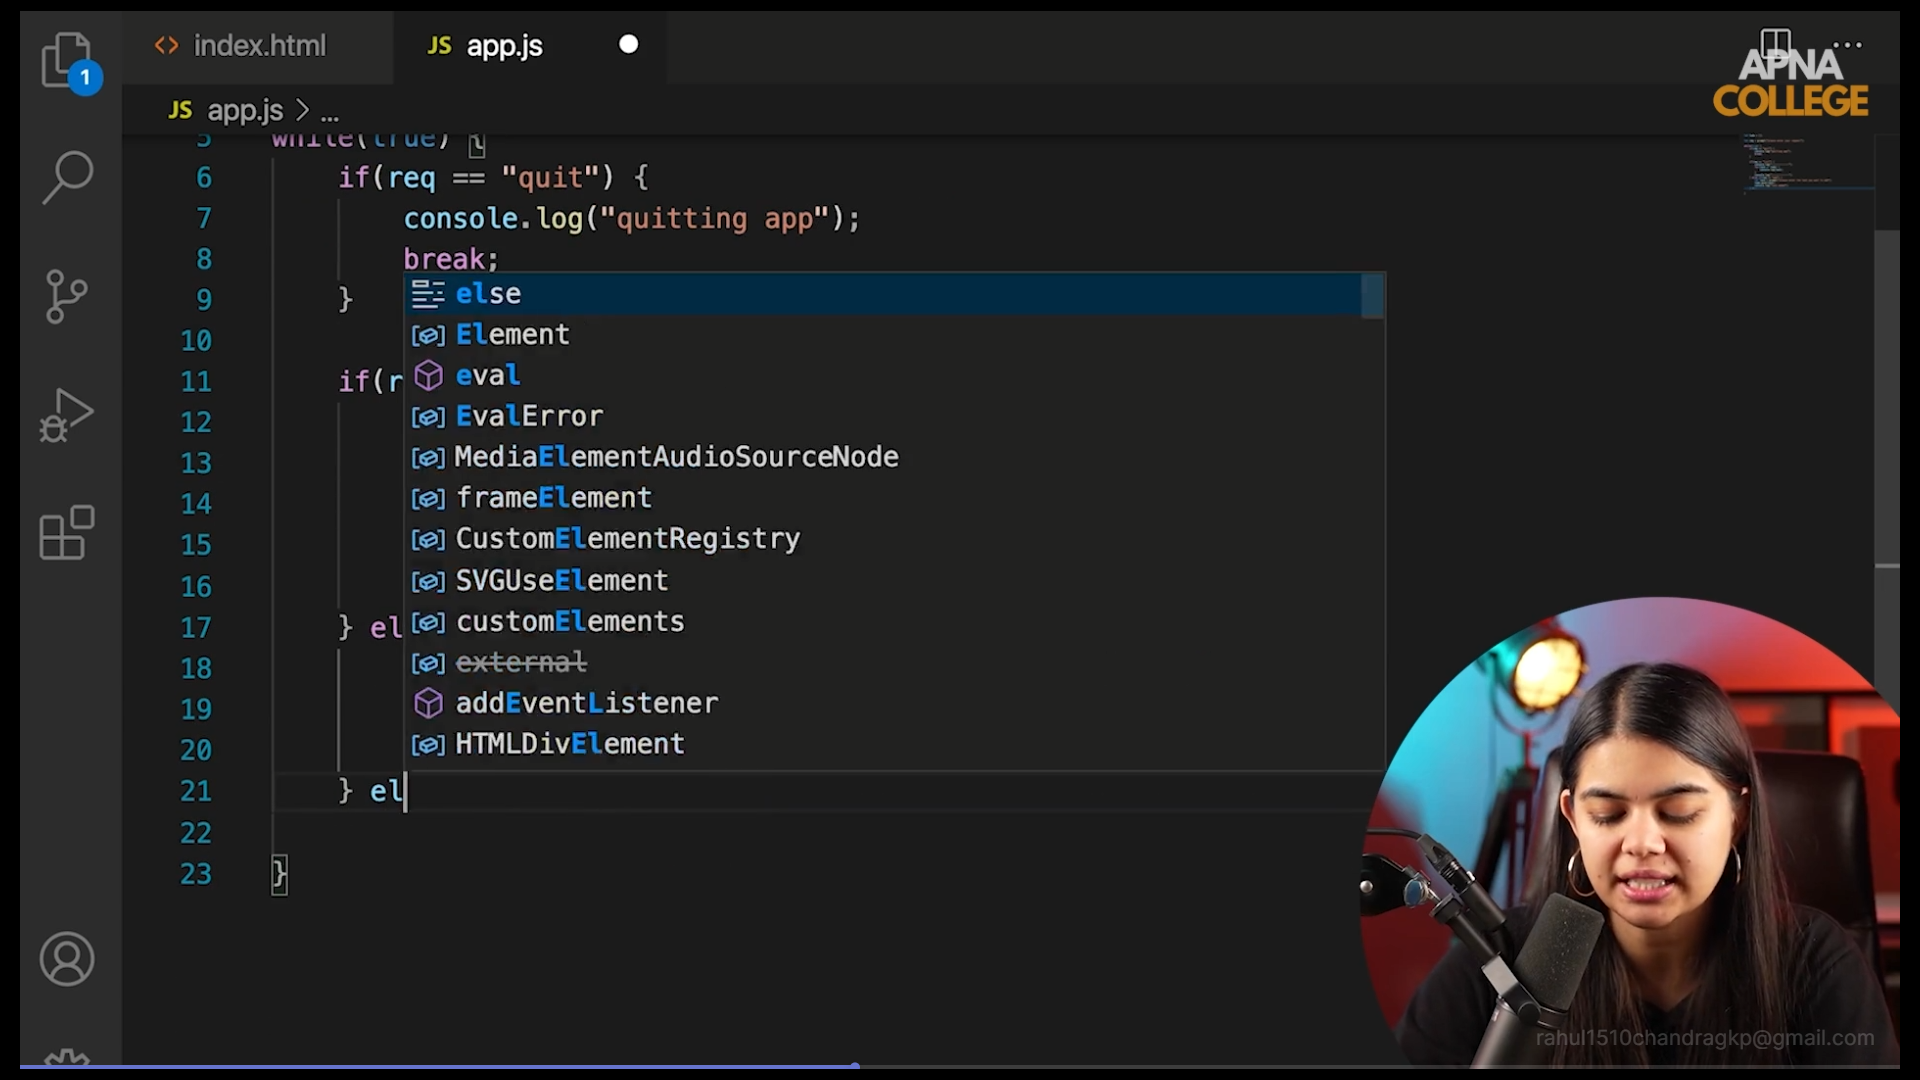 index.html
JS app.js
1
APNA
COLLEGE
JS app.js > ...
5 while(true) {
6 if(req == "quit") {
7 console.log("quitting app");
8 break;
9 }
else
10
Element
11 if(r
eval
12
EvalError
13
MediaElementAudioSourceNode
14
frameElement
15
CustomElementRegistry
16
SVGUseElement
17 } el
customElements
18
external
19
addEventListener
20
HTMLDivElement
21 } el
22
23 }
rahul1510chandragkp@gmail.com